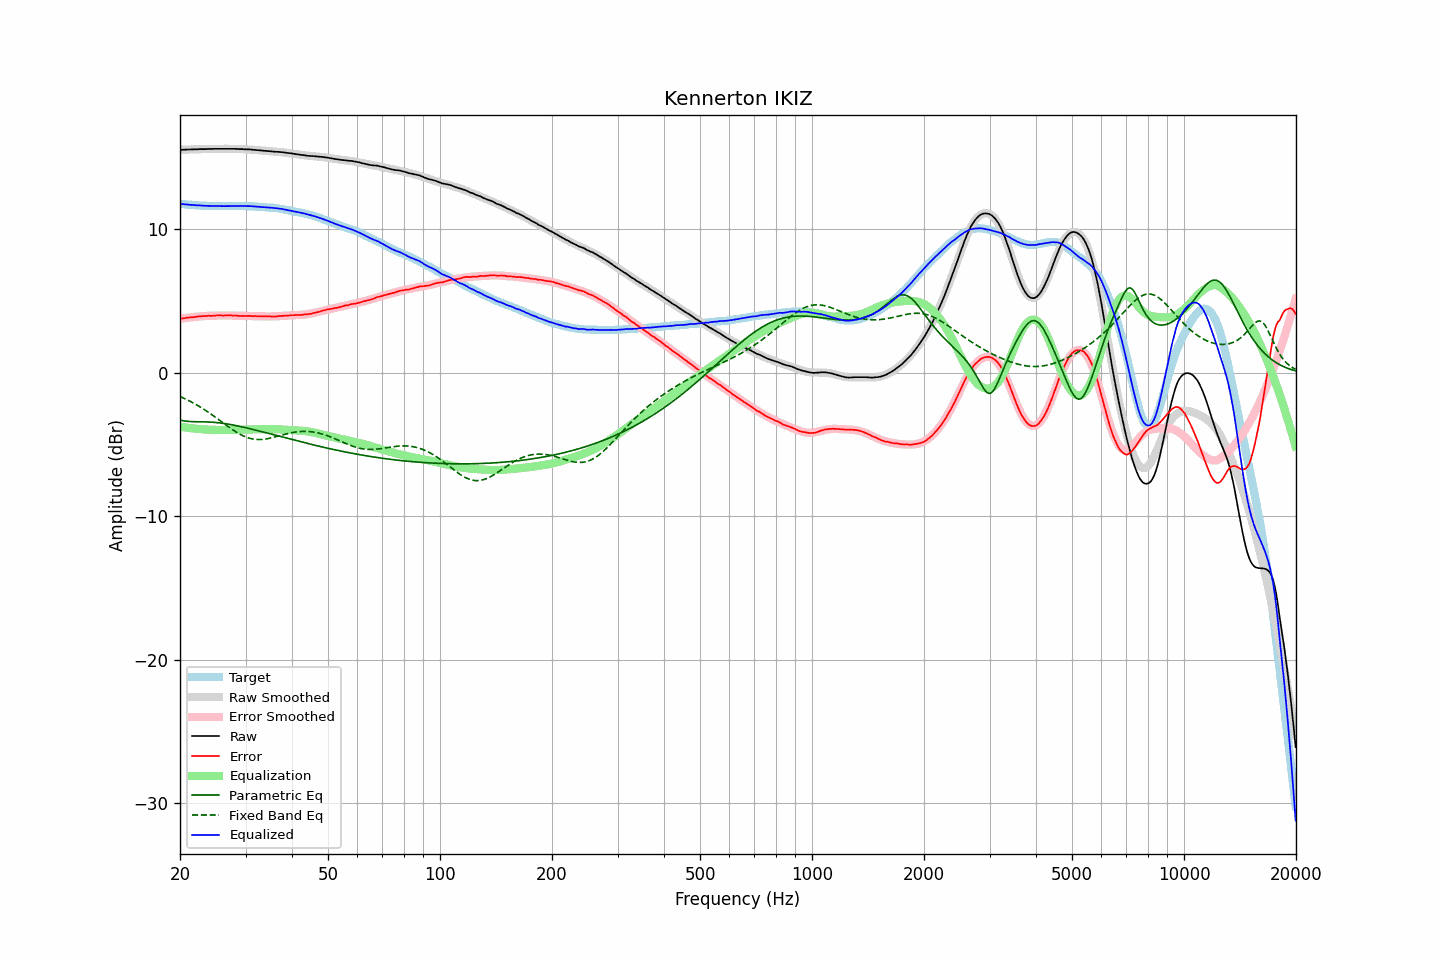 Kennerton IKIZ
Amplitude (dBr)
10
0
−10
−20
−30
Target
Raw Smoothed
Error Smoothed
Raw
Error
Equalization
Parametric Eq
Fixed Band Eq
Equalized
20 50 100 200 500 1000 2000 5000 10000 20000
Frequency (Hz)